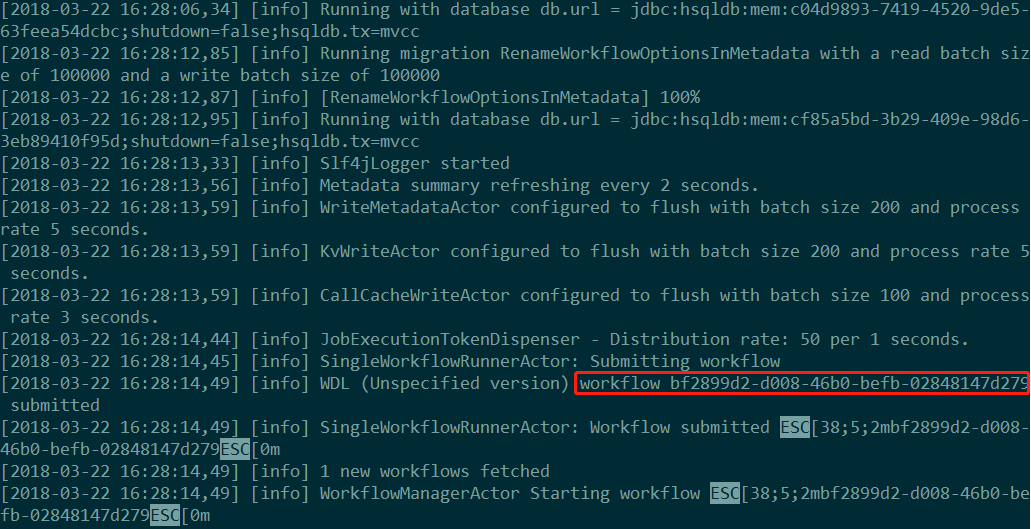 [2018-03-22 16:28:06,34] [info] Running with database db.url = jdbc:hsqldb:mem:c04d9893-7419-4520-9de5-
63feea54dcbc;shutdown=false;hsqldb.tx=mvcc
[2018-03-22 16:28:12,85] [info] Running migration RenameWorkflowOptionsInMetadata with a read batch siz
e of 100000 and a write batch size of 100000
[2018-03-22 16:28:12,87] [info] [RenameWorkflowOptionsInMetadata] 100%
[2018-03-22 16:28:12,95] [info] Running with database db.url = jdbc:hsqldb:mem:cf85a5bd-3b29-409e-98d6-
3eb89410f95d;shutdown=false;hsqldb.tx=mvcc
[2018-03-22 16:28:13,33] [info] Slf4jLogger started
[2018-03-22 16:28:13,56] [info] Metadata summary refreshing every 2 seconds.
[2018-03-22 16:28:13,59] [info] WriteMetadataActor configured to flush with batch size 200 and process
rate 5 seconds.
[2018-03-22 16:28:13,59] [info] KvWriteActor configured to flush with batch size 200 and process rate 5
 seconds.
[2018-03-22 16:28:13,59] [info] CallCacheWriteActor configured to flush with batch size 100 and process
 rate 3 seconds.
[2018-03-22 16:28:14,44] [info] JobExecutionTokenDispenser - Distribution rate: 50 per 1 seconds.
[2018-03-22 16:28:14,45] [info] SingleWorkflowRunnerActor: Submitting workflow
[2018-03-22 16:28:14,49] [info] WDL (Unspecified version) workflow bf2899d2-d008-46b0-befb-02848147d279
 submitted
[2018-03-22 16:28:14,49] [info] SingleWorkflowRunnerActor: Workflow submitted ESC[38;5;2mbf2899d2-d008-
46b0-befb-02848147d279ESC[0m
[2018-03-22 16:28:14,49] [info] 1 new workflows fetched
[2018-03-22 16:28:14,49] [info] WorkflowManagerActor Starting workflow ESC[38;5;2mbf2899d2-d008-46b0-be
fb-02848147d279ESC[0m